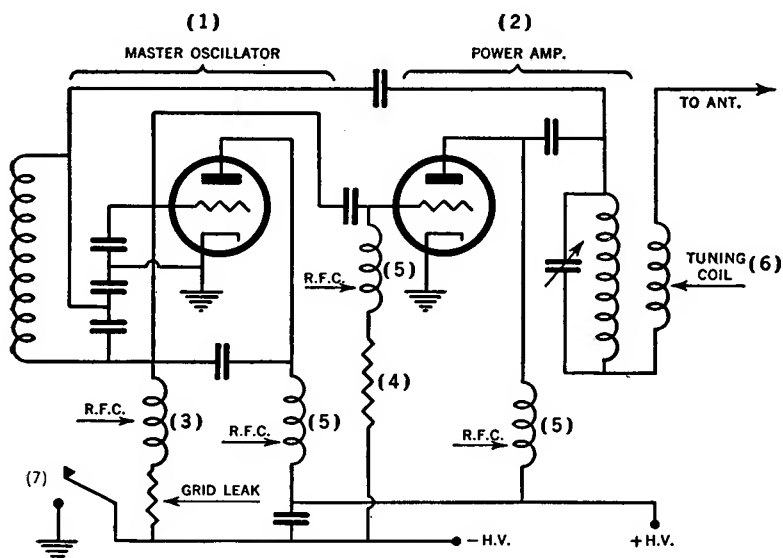 (1)
MASTER OSCILLATOR
(2)
POWER AMP.
TO ANT.
R.F.C.
(5)
TUNING
COIL
(6)
(4)
R.F.C.
(3)
R.F.C.
(5)
R.F.C.
(5)
(7)
GRID LEAK
− H.V.
+ H.V.